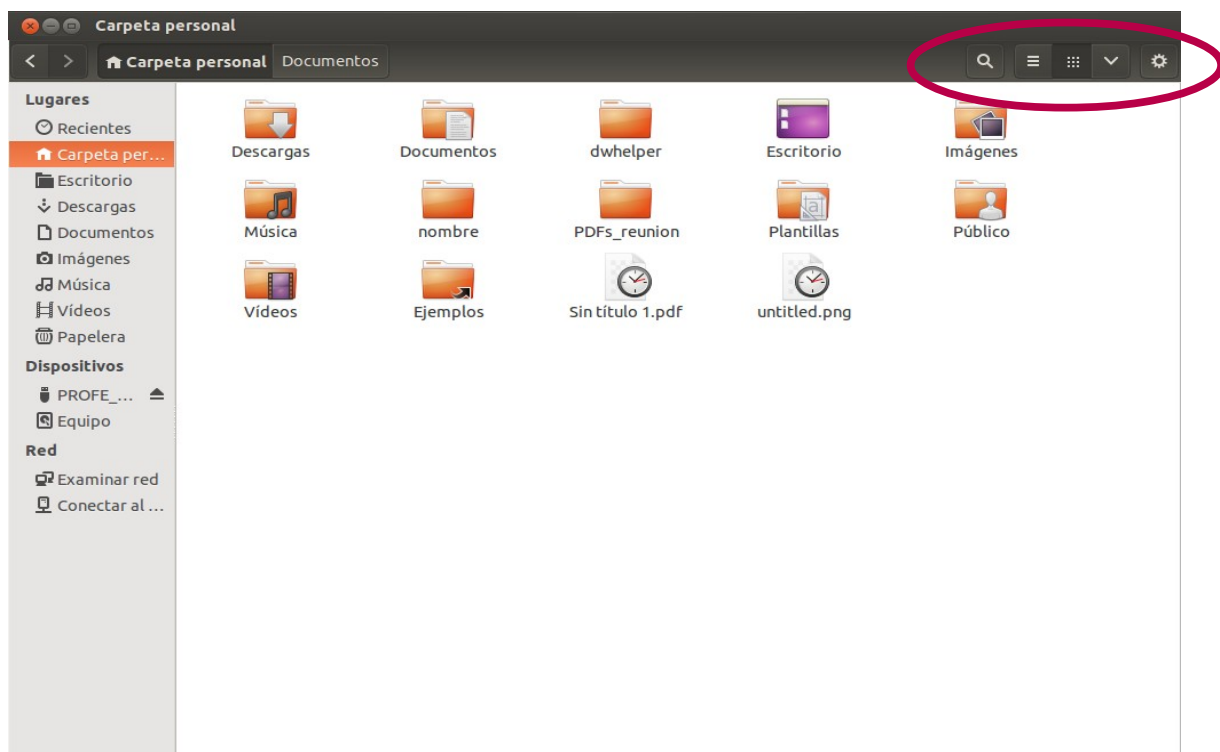 Carpeta personal
Carpeta personal Documentos
Lugares
Recientes
Carpeta per...
Escritorio
Descargas
Documentos
Imágenes
Música
Vídeos
Papelera
Dispositivos
PROFE_...
Equipo
Red
Examinar red
Conectar al ...
Descargas Documentos dwhelper Escritorio Imágenes
Música nombre PDFs_reunion Plantillas Público
Vídeos Ejemplos Sin título 1.pdf untitled.png